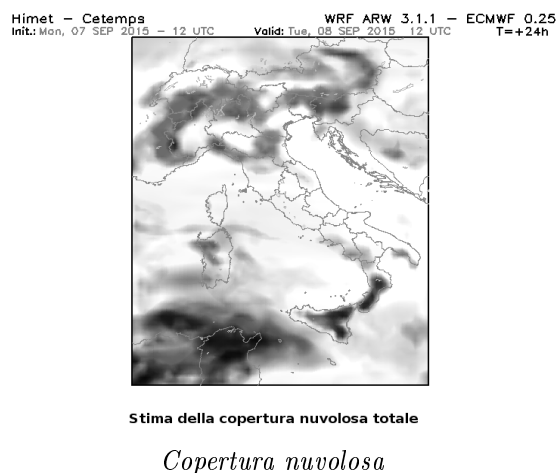 Himet – Cetemps WRF ARW 3.1.1 – ECMWF 0.25
Init.: Mon, 07 SEP 2015 – 12 UTC Valid: Tue, 08 SEP 2015 12 UTC T=+24h
Stima della copertura nuvolosa totale
Copertura nuvolosa